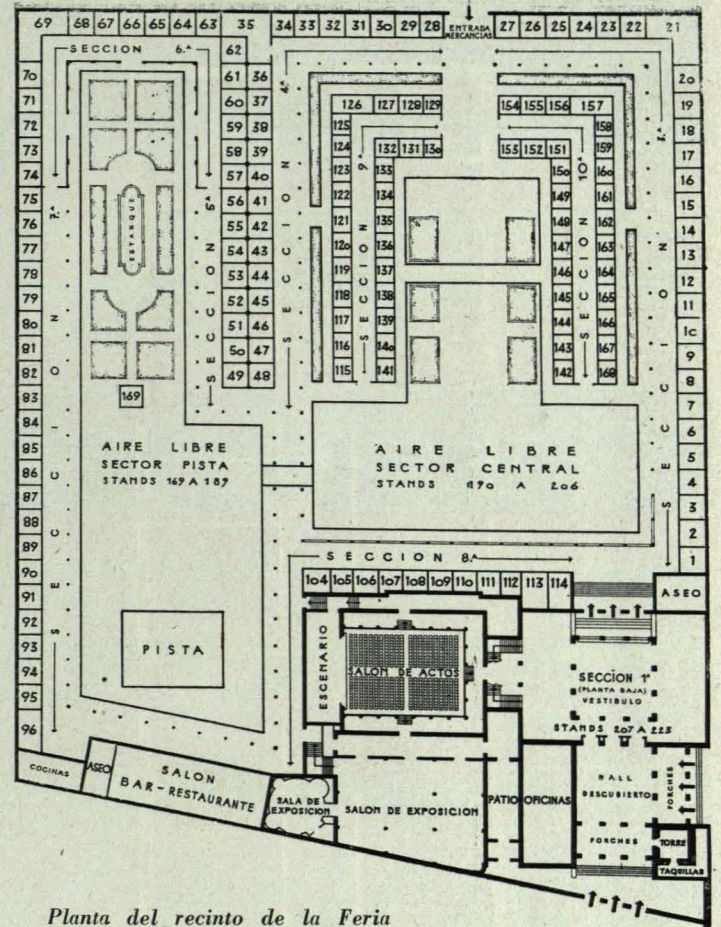 69 68 67 66 65 64 63 35 34 33 32 31 30 29 28 ENTRADA MERCANCIAS 27 26 25 24 23 22 21
SECCION 6.ª
62
70 61 36 20
71 60 37 126 127 128 129 154 155 156 157 19
72 59 38 125 158 18
73 58 39 124 132 131 130 153 152 151 159 17
74 57 40 123 133 150 160 16
75 56 41 122 134 149 161 15
76 55 42 121 135 148 162 14
77 54 43 120 136 147 163 13
78 53 44 119 137 146 164 12
79 52 45 118 138 145 165 11
80 51 46 117 139 144 166 10
81 50 47 116 140 143 167 9
82 49 48 115 141 142 168 8
83 169 7
84 6
85 5
86 4
87 3
88 2
89 1
90
91
92
93
94
95
96
ESTANQUE
7.ª SECCION
5.ª SECCION
4.ª SECCION
9.ª SECCION
10.ª SECCION
SECCION
AIRE LIBRE
SECTOR PISTA
STANDS 169 A 189
AIRE LIBRE
SECTOR CENTRAL
STANDS 190 A 206
SECCION 8.ª
104 105 106 107 108 109 110 111 112 113 114
ASEO
PISTA
ESCENARIO
SALON DE ACTOS
SECCION 1ª
(PLANTA BAJA)
VESTIBULO
STANDS 207 A 223
COCINAS
ASEO
SALON
BAR-RESTAURANTE
SALA DE
EXPOSICION
SALON DE EXPOSICION
PATIO
OFICINAS
HALL
DESCUBIERTO
PORCHES
PORCHES
TORRE
TAQUILLAS
Planta del recinto de la Feria